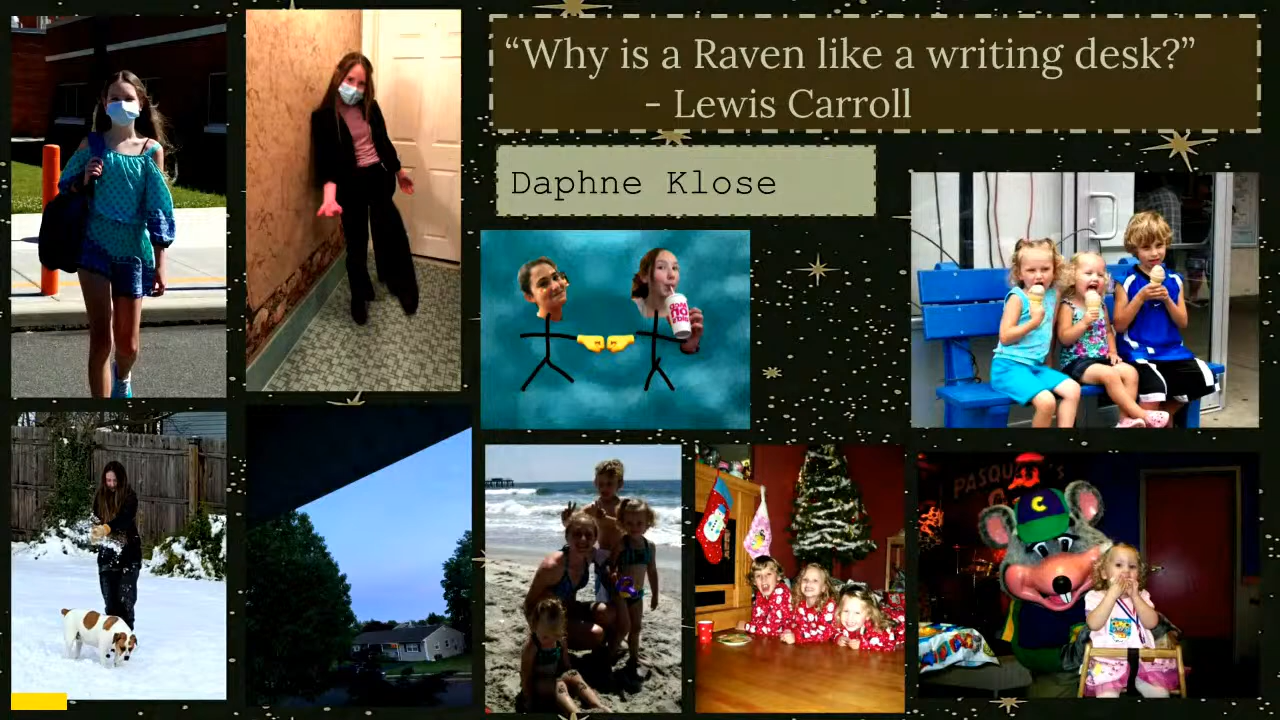 “Why is a Raven like a writing desk?”
- Lewis Carroll
Daphne Klose
C